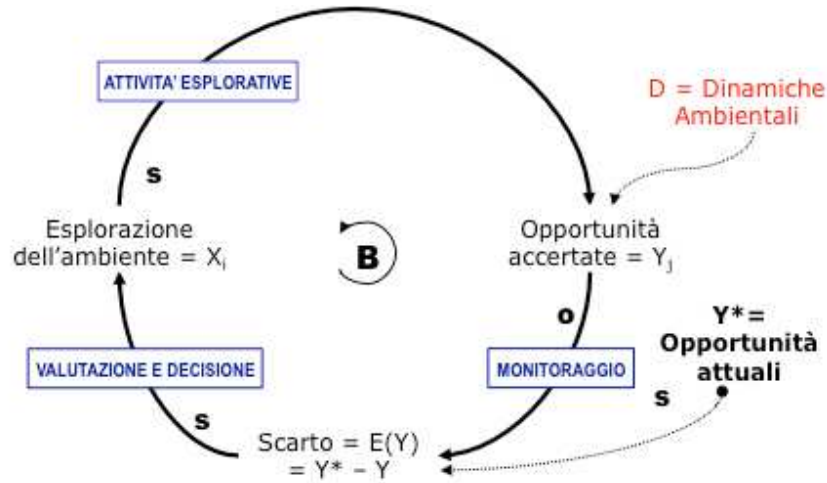 ATTIVITA' ESPLORATIVE
D = Dinamiche
Ambientali
s
Esplorazione
dell'ambiente = Xi
B
Opportunità
accertate = Yj
o
Y*=
Opportunità
attuali
VALUTAZIONE E DECISIONE
MONITORAGGIO
s
s
Scarto = E(Y)
= Y* – Y